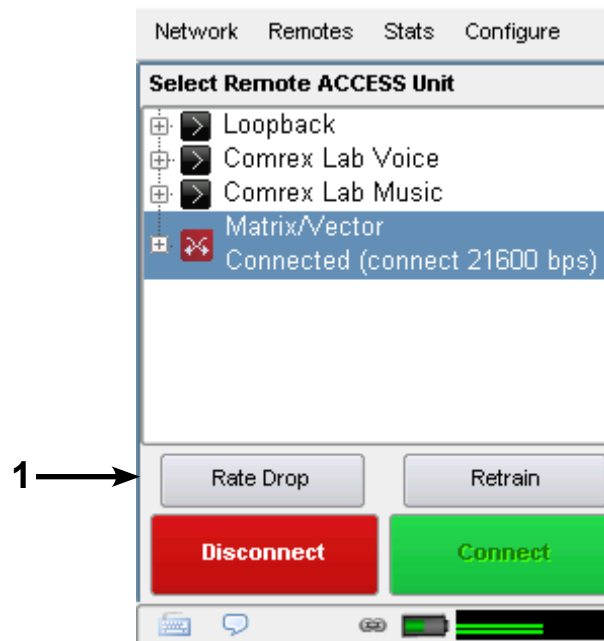 Network Remotes Stats Configure
Select Remote ACCESS Unit
Loopback
Comrex Lab Voice
Comrex Lab Music
Matrix/Vector
Connected (connect 21600 bps)
1
Rate Drop Retrain
Disconnect Connect